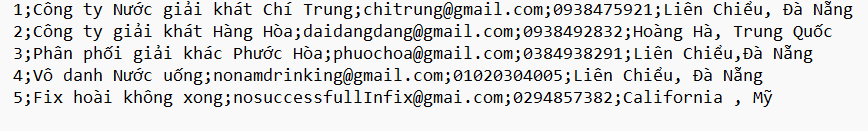 1;Công ty Nước giải khát Chí Trung;chitrung@gmail.com;0938475921;Liên Chiểu, Đà Nẵng
2;Công ty giải khát Hàng Hòa;daidangdang@gmail.com;0938492832;Hoàng Hà, Trung Quốc
3;Phân phối giải khác Phước Hòa;phuochoa@gmail.com;0384938291;Liên Chiểu,Đà Nẵng
4;Vô danh Nước uống;nonamdrinking@gmail.com;01020304005;Liên Chiểu, Đà Nẵng
5;Fix hoài không xong;nosuccessfullInfix@gmai.com;0294857382;California , Mỹ